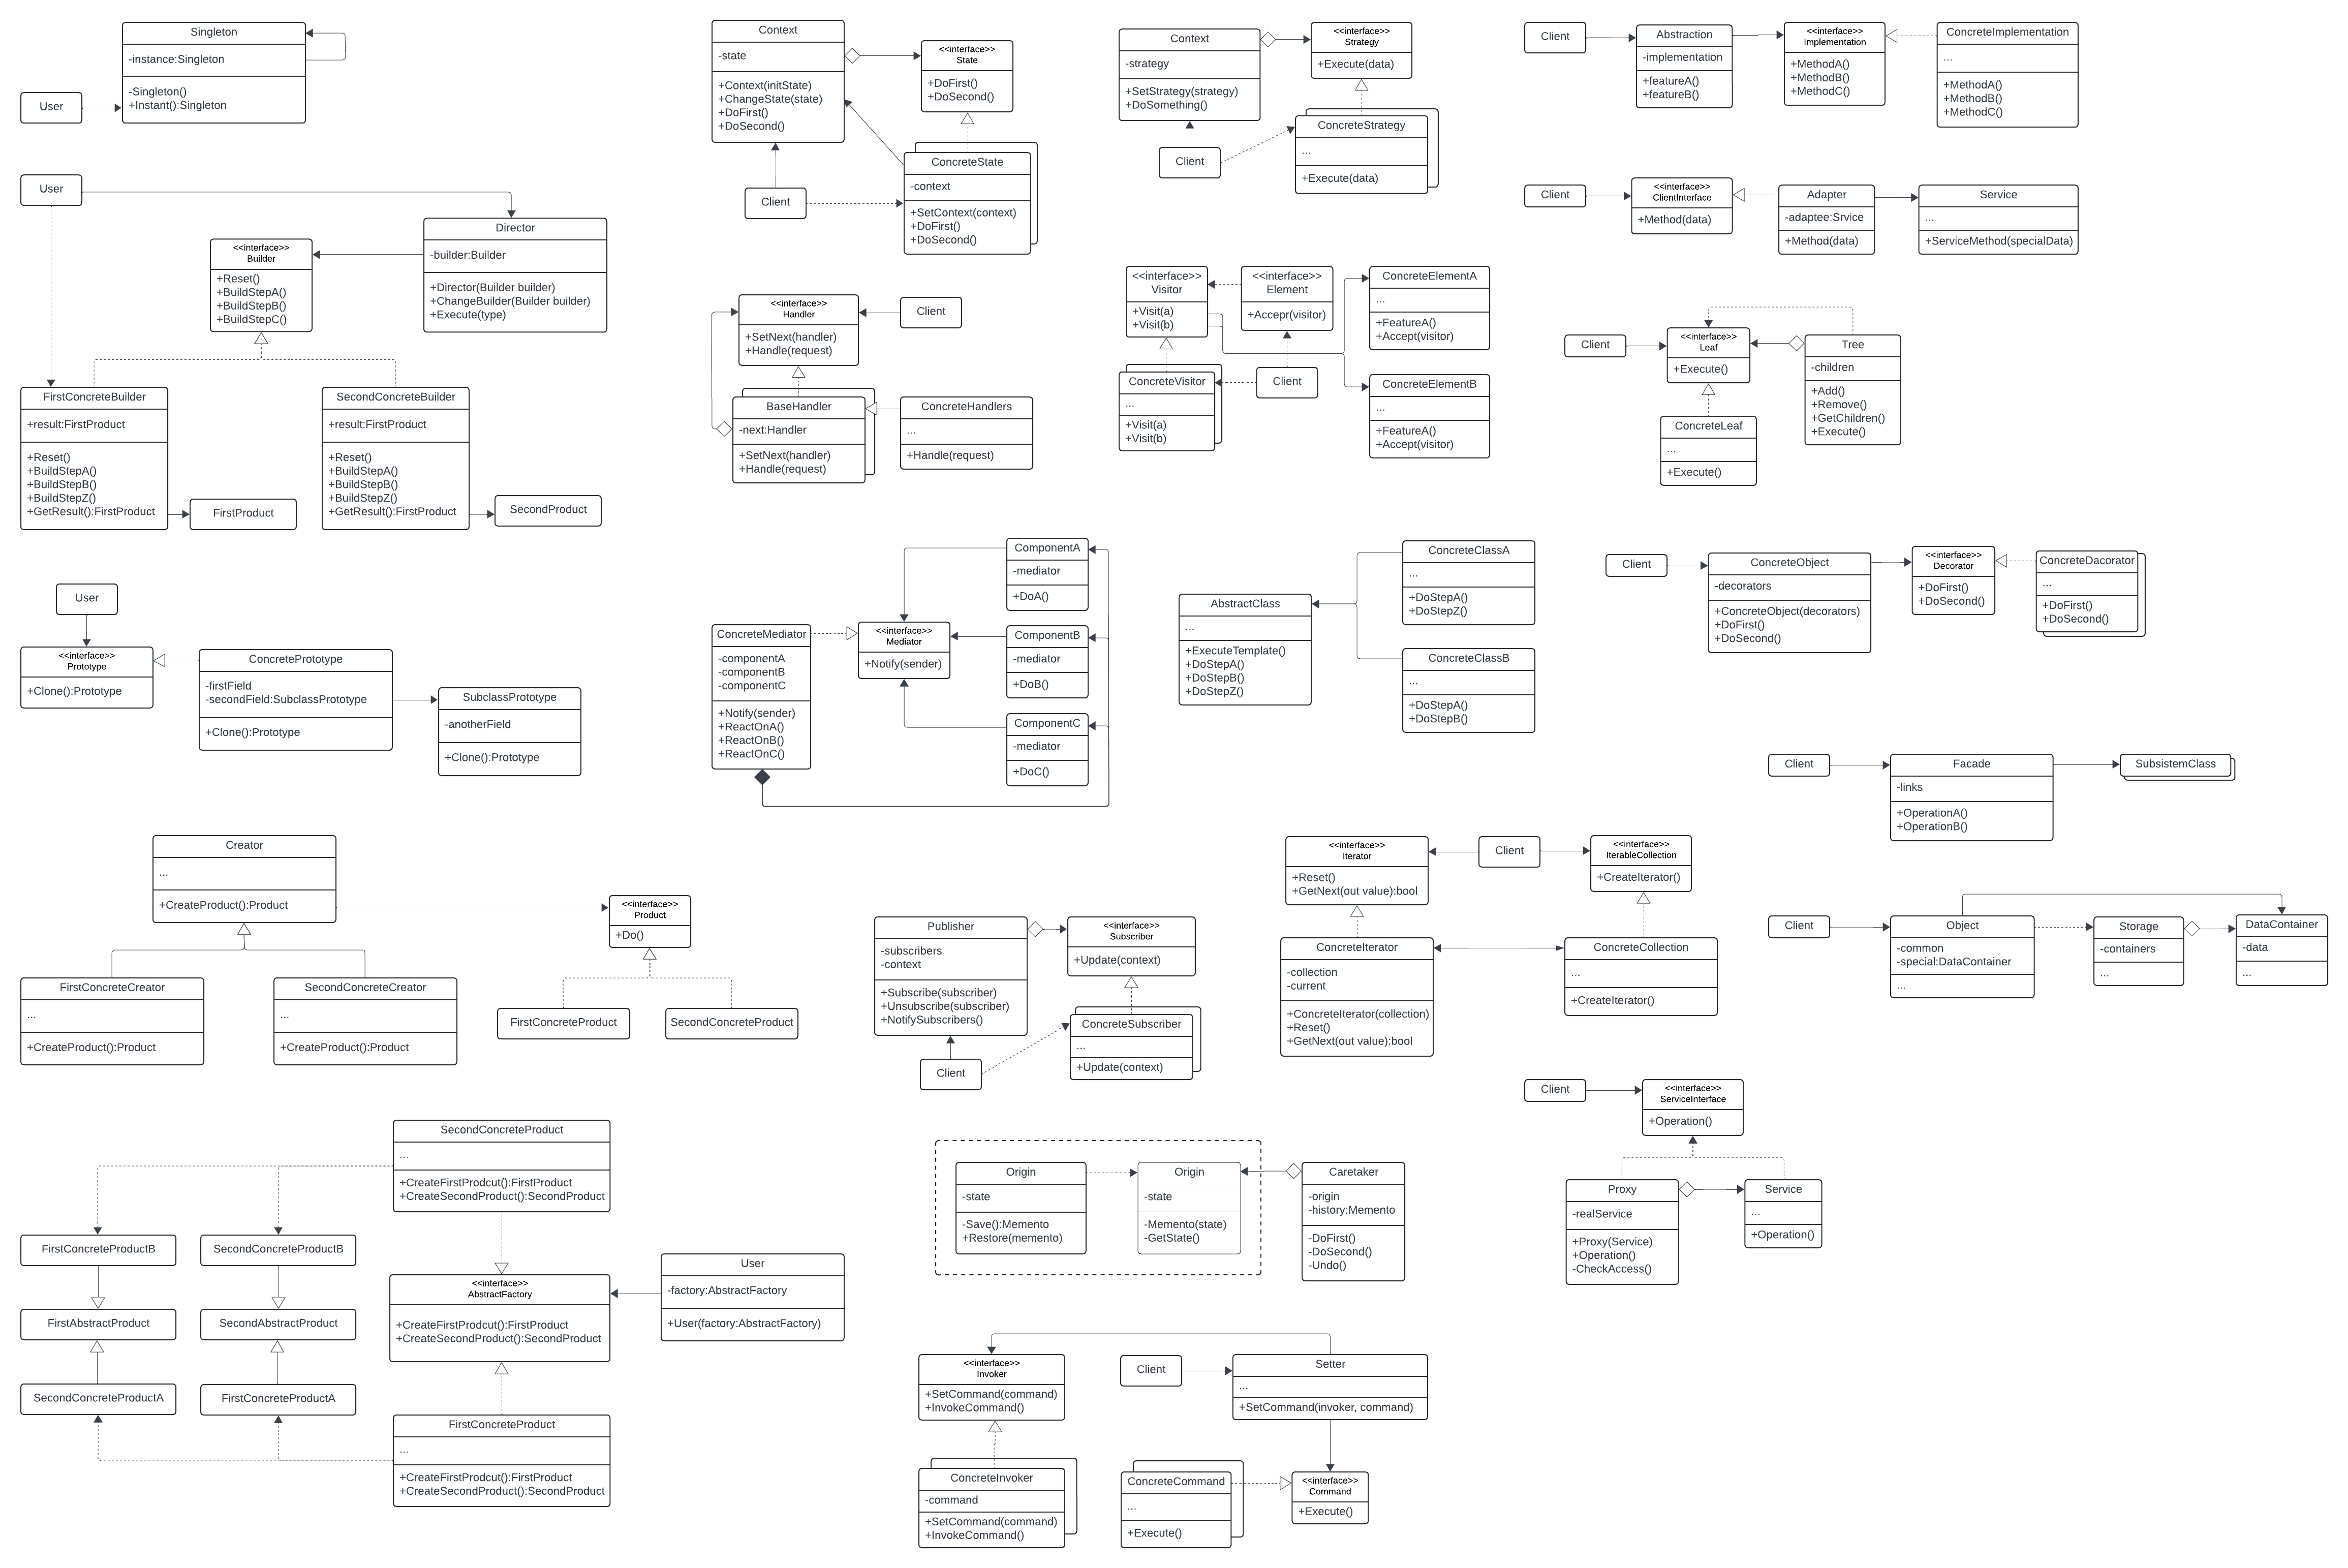 Singleton
-instance:Singleton
-Singleton()
+Instant():Singleton
User
User
Director
-builder:Builder
+Director(Builder builder)
+ChangeBuilder(Builder builder)
+Execute(type)
<<interface>>
Builder
+Reset()
+BuildStepA()
+BuildStepB()
+BuildStepC()
FirstConcreteBuilder
+result:FirstProduct
+Reset()
+BuildStepA()
+BuildStepB()
+BuildStepZ()
+GetResult():FirstProduct
FirstProduct
SecondConcreteBuilder
+result:FirstProduct
+Reset()
+BuildStepA()
+BuildStepB()
+BuildStepZ()
+GetResult():FirstProduct
SecondProduct
User
<<interface>>
Prototype
+Clone():Prototype
ConcretePrototype
-firstField
-secondField:SubclassPrototype
+Clone():Prototype
SubclassPrototype
-anotherField
+Clone():Prototype
Creator
...
+CreateProduct():Product
<<interface>>
Product
+Do()
FirstConcreteCreator
...
+CreateProduct():Product
SecondConcreteCreator
...
+CreateProduct():Product
FirstConcreteProduct
SecondConcreteProduct
SecondConcreteProduct
...
+CreateFirstProdcut():FirstProduct
+CreateSecondProduct():SecondProduct
FirstConcreteProductB
SecondConcreteProductB
FirstAbstractProduct
SecondAbstractProduct
SecondConcreteProductA
FirstConcreteProductA
<<interface>>
AbstractFactory
+CreateFirstProdcut():FirstProduct
+CreateSecondProduct():SecondProduct
User
-factory:AbstractFactory
+User(factory:AbstractFactory)
FirstConcreteProduct
...
+CreateFirstProdcut():FirstProduct
+CreateSecondProduct():SecondProduct
Context
-state
+Context(initState)
+ChangeState(state)
+DoFirst()
+DoSecond()
<<interface>>
State
+DoFirst()
+DoSecond()
ConcreteState
-context
+SetContext(context)
+DoFirst()
+DoSecond()
Client
<<interface>>
Handler
+SetNext(handler)
+Handle(request)
Client
BaseHandler
-next:Handler
+SetNext(handler)
+Handle(request)
ConcreteHandlers
...
+Handle(request)
ConcreteMediator
-componentA
-componentB
-componentC
+Notify(sender)
+ReactOnA()
+ReactOnB()
+ReactOnC()
<<interface>>
Mediator
+Notify(sender)
ComponentA
-mediator
+DoA()
ComponentB
-mediator
+DoB()
ComponentC
-mediator
+DoC()
Publisher
-subscribers
-context
+Subscribe(subscriber)
+Unsubscribe(subscriber)
+NotifySubscribers()
<<interface>>
Subscriber
+Update(context)
ConcreteSubscriber
...
+Update(context)
Client
Origin
-state
-Save():Memento
+Restore(memento)
Origin
-state
-Memento(state)
-GetState()
Caretaker
-origin
-history:Memento
-DoFirst()
-DoSecond()
-Undo()
<<interface>>
Invoker
+SetCommand(command)
+InvokeCommand()
Client
Setter
...
+SetCommand(invoker, command)
ConcreteInvoker
-command
+SetCommand(command)
+InvokeCommand()
ConcreteCommand
...
+Execute()
<<interface>>
Command
+Execute()
Context
-strategy
+SetStrategy(strategy)
+DoSomething()
<<interface>>
Strategy
+Execute(data)
ConcreteStrategy
...
+Execute(data)
Client
<<interface>>
Visitor
+Visit(a)
+Visit(b)
<<interface>>
Element
+Accepr(visitor)
ConcreteElementA
...
+FeatureA()
+Accept(visitor)
ConcreteVisitor
...
+Visit(a)
+Visit(b)
Client
ConcreteElementB
...
+FeatureA()
+Accept(visitor)
AbstractClass
...
+ExecuteTemplate()
+DoStepA()
+DoStepB()
+DoStepZ()
ConcreteClassA
...
+DoStepA()
+DoStepZ()
ConcreteClassB
...
+DoStepA()
+DoStepB()
<<interface>>
Iterator
+Reset()
+GetNext(out value):bool
Client
<<interface>>
IterableCollection
+CreateIterator()
ConcreteIterator
-collection
-current
+ConcreteIterator(collection)
+Reset()
+GetNext(out value):bool
ConcreteCollection
...
+CreateIterator()
Client
Abstraction
-implementation
+featureA()
+featureB()
<<interface>>
Implementation
+MethodA()
+MethodB()
+MethodC()
ConcreteImplementation
...
+MethodA()
+MethodB()
+MethodC()
Client
<<interface>>
ClientInterface
+Method(data)
Adapter
-adaptee:Srvice
+Method(data)
Service
...
+ServiceMethod(specialData)
Client
<<interface>>
Leaf
+Execute()
Tree
-children
+Add()
+Remove()
+GetChildren()
+Execute()
ConcreteLeaf
...
+Execute()
Client
ConcreteObject
-decorators
+ConcreteObject(decorators)
+DoFirst()
+DoSecond()
<<interface>>
Decorator
+DoFirst()
+DoSecond()
ConcreteDacorator
...
+DoFirst()
+DoSecond()
Client
Facade
-links
+OperationA()
+OperationB()
SubsistemClass
Client
Object
-common
-special:DataContainer
...
Storage
-containers
...
DataContainer
-data
...
Client
<<interface>>
ServiceInterface
+Operation()
Proxy
-realService
+Proxy(Service)
+Operation()
-CheckAccess()
Service
...
+Operation()